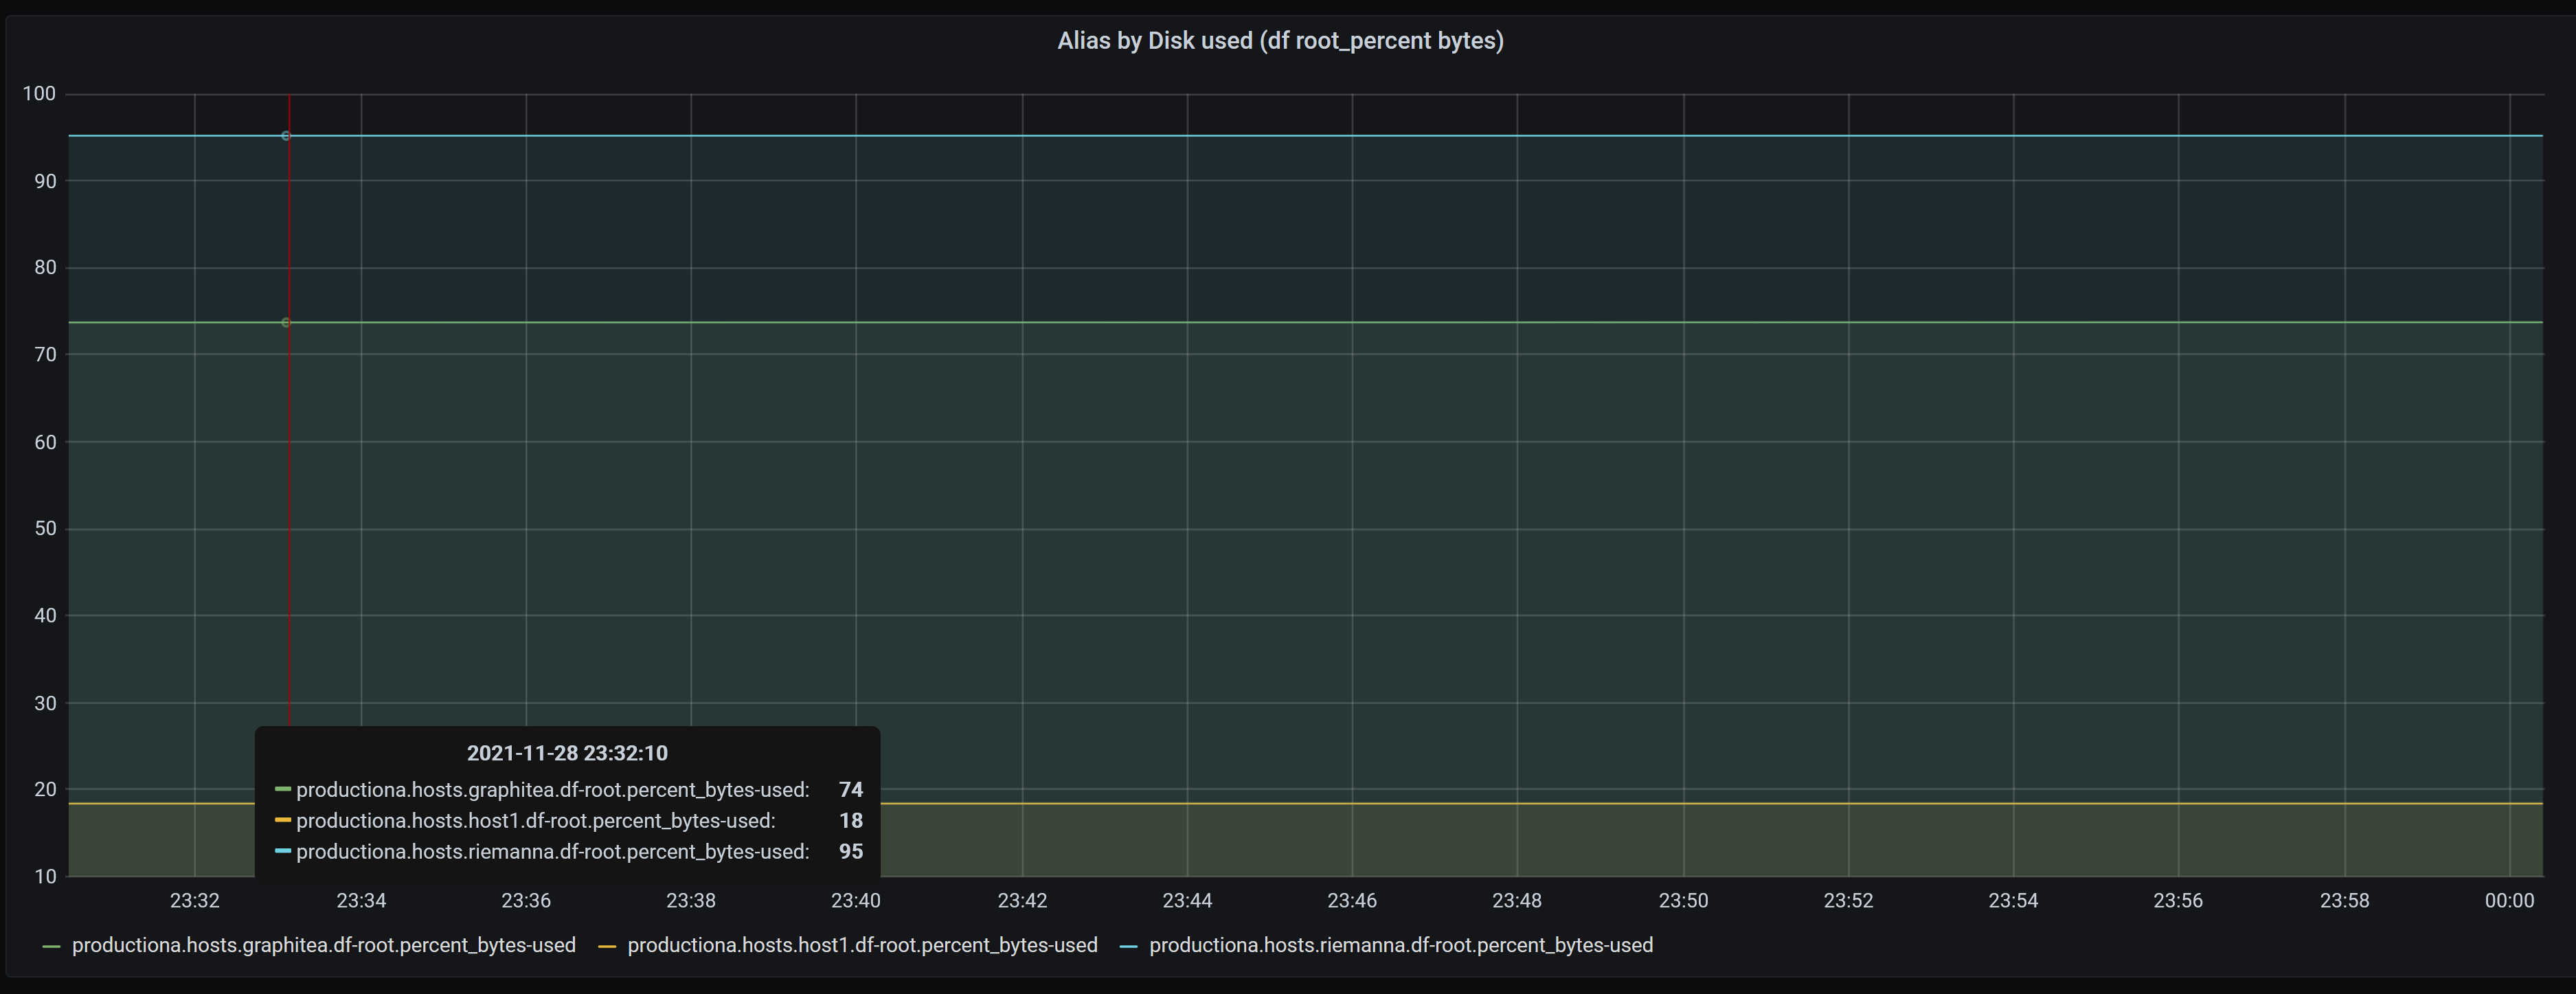 Alias by Disk used (df root_percent bytes)
100
90
80
70
60
50
40
30
20
10
2021-11-28 23:32:10
productiona.hosts.graphitea.df-root.percent_bytes-used: 74
productiona.hosts.host1.df-root.percent_bytes-used: 18
productiona.hosts.riemanna.df-root.percent_bytes-used: 95
23:32 23:34 23:36 23:38 23:40 23:42 23:44 23:46 23:48 23:50 23:52 23:54 23:56 23:58 00:00
productiona.hosts.graphitea.df-root.percent_bytes-used productiona.hosts.host1.df-root.percent_bytes-used productiona.hosts.riemanna.df-root.percent_bytes-used